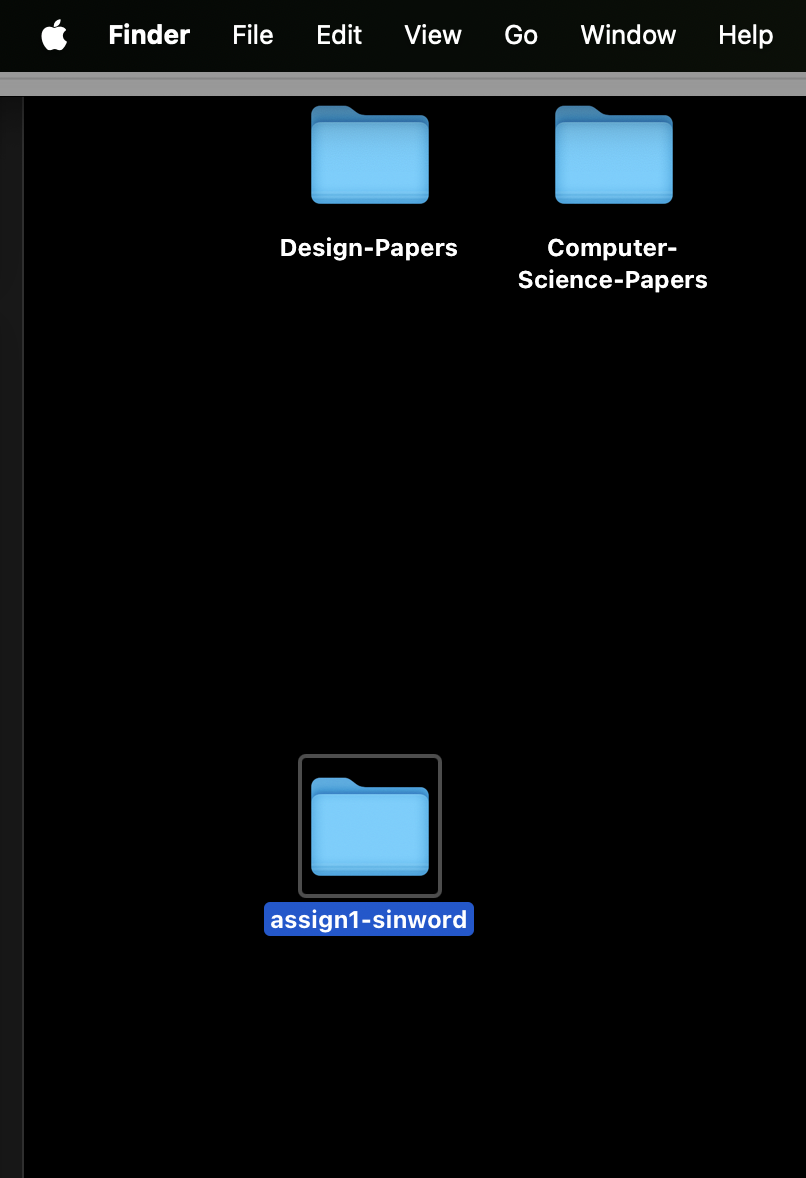 Finder File Edit View Go Window Help
Design-Papers
Computer-
Science-Papers
assign1-sinword